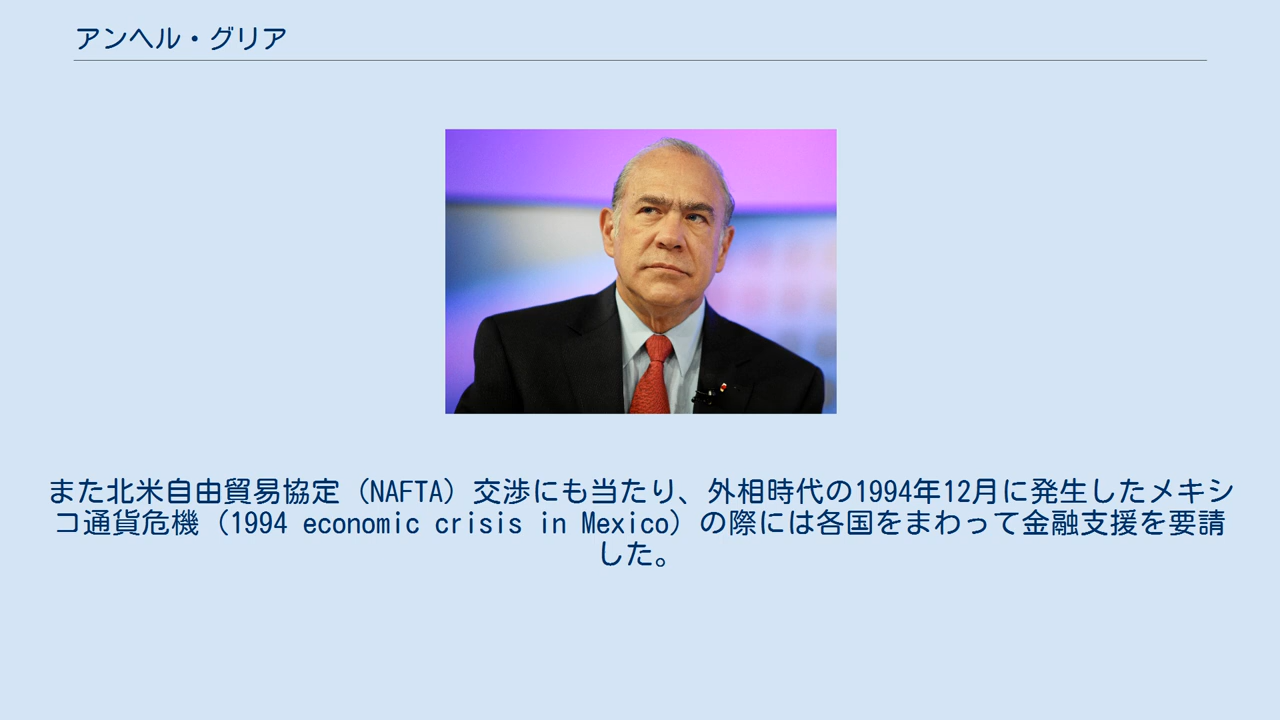 アンヘル・グリア
また北米自由貿易協定（NAFTA）交渉にも当たり、外相時代の1994年12月に発生したメキシ
コ通貨危機（1994 economic crisis in Mexico）の際には各国をまわって金融支援を要請
した。